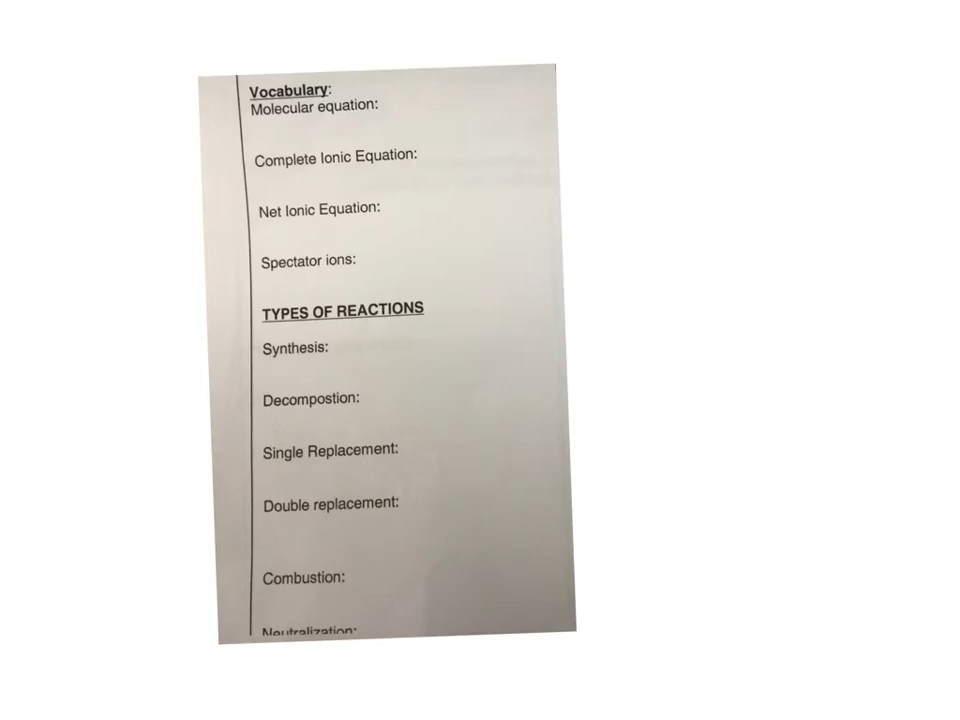 Vocabulary:
Molecular equation:
Complete Ionic Equation:
Net Ionic Equation:
Spectator ions:
TYPES OF REACTIONS
Synthesis:
Decompostion:
Single Replacement:
Double replacement:
Combustion:
Neutralization: